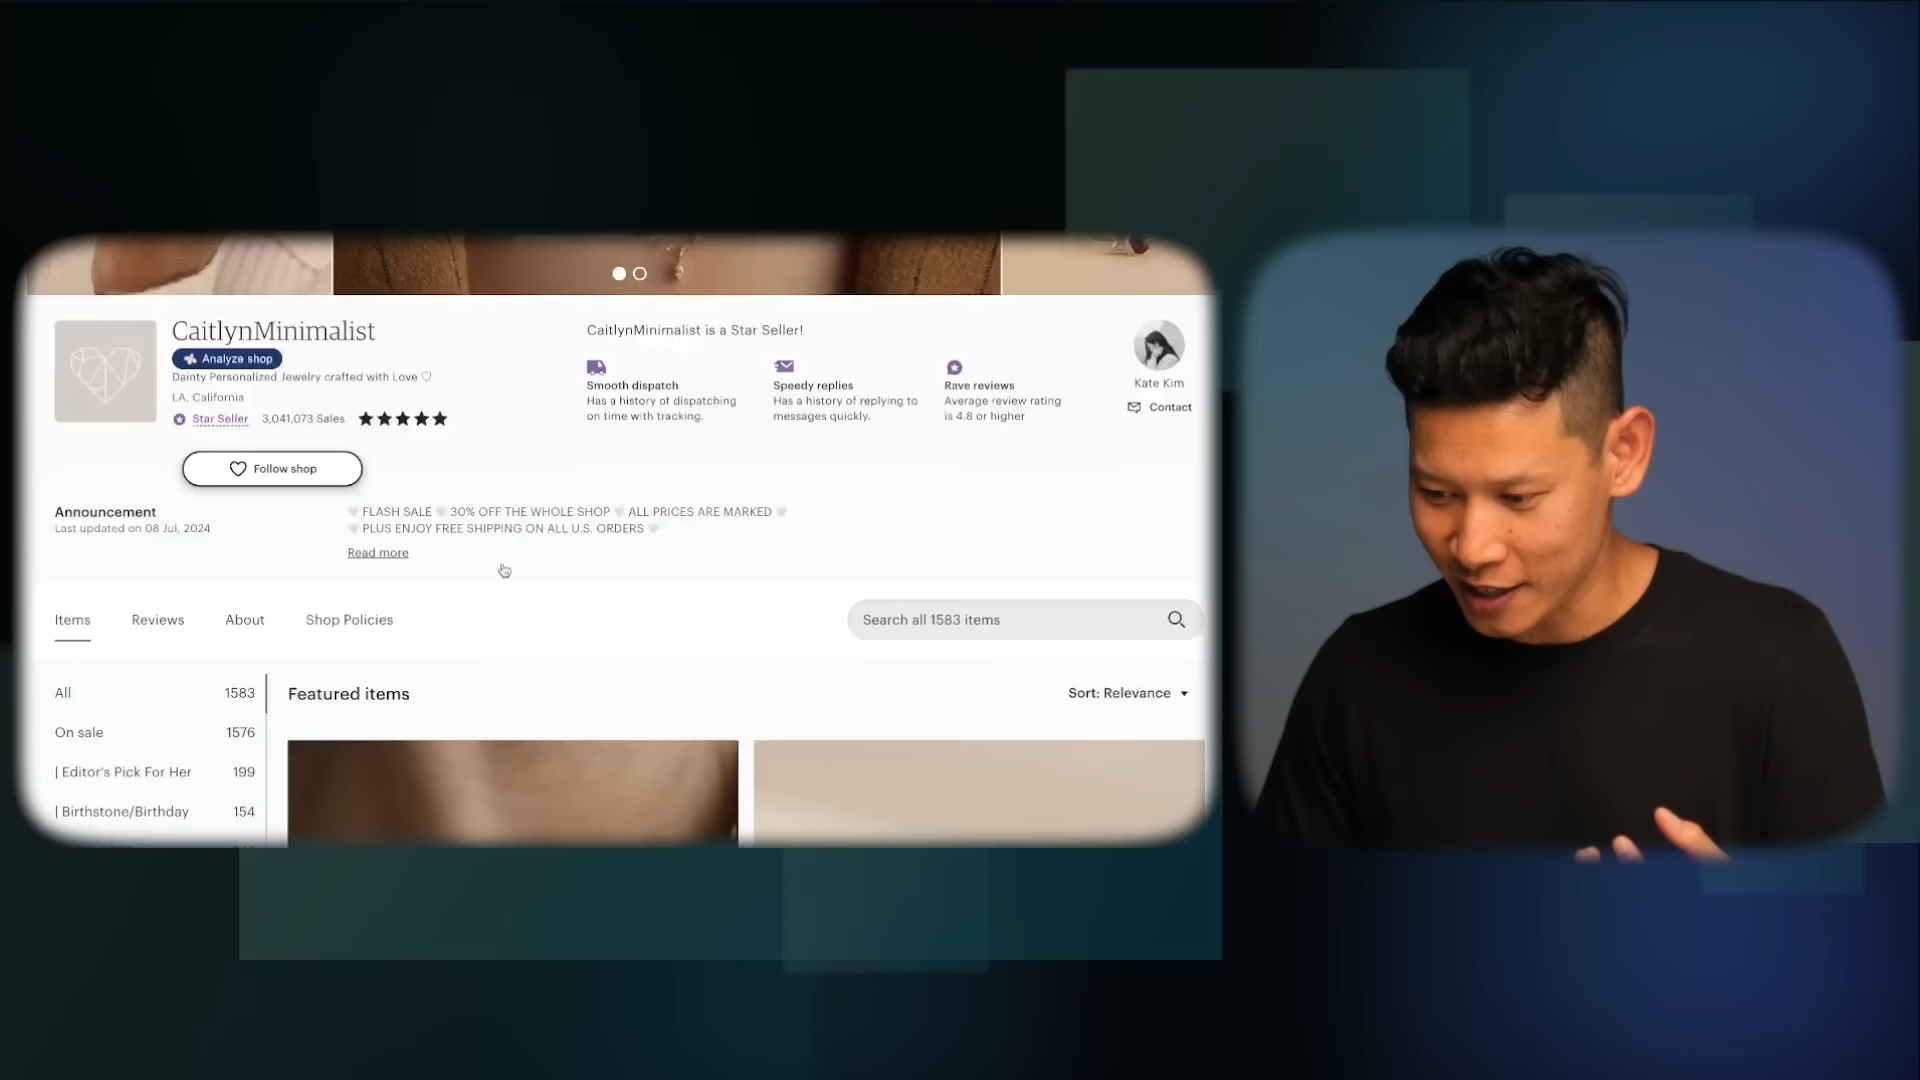 CaitlynMinimalist
Analyze shop
Dainty Personalized Jewelry crafted with Love ♡
LA, California
Star Seller 3,041,073 Sales ★★★★★
Follow shop
CaitlynMinimalist is a Star Seller!
Smooth dispatch
Has a history of dispatching
on time with tracking.
Speedy replies
Has a history of replying to
messages quickly.
Rave reviews
Average review rating
is 4.8 or higher
Kate Kim
Contact
Announcement
Last updated on 08 Jul, 2024
🤍 FLASH SALE 🤍 30% OFF THE WHOLE SHOP 🤍 ALL PRICES ARE MARKED 🤍
🤍 PLUS ENJOY FREE SHIPPING ON ALL U.S. ORDERS 🤍
Read more
Items Reviews About Shop Policies
Search all 1583 items
All 1583
On sale 1576
| Editor's Pick For Her 199
| Birthstone/Birthday 154
Featured items
Sort: Relevance